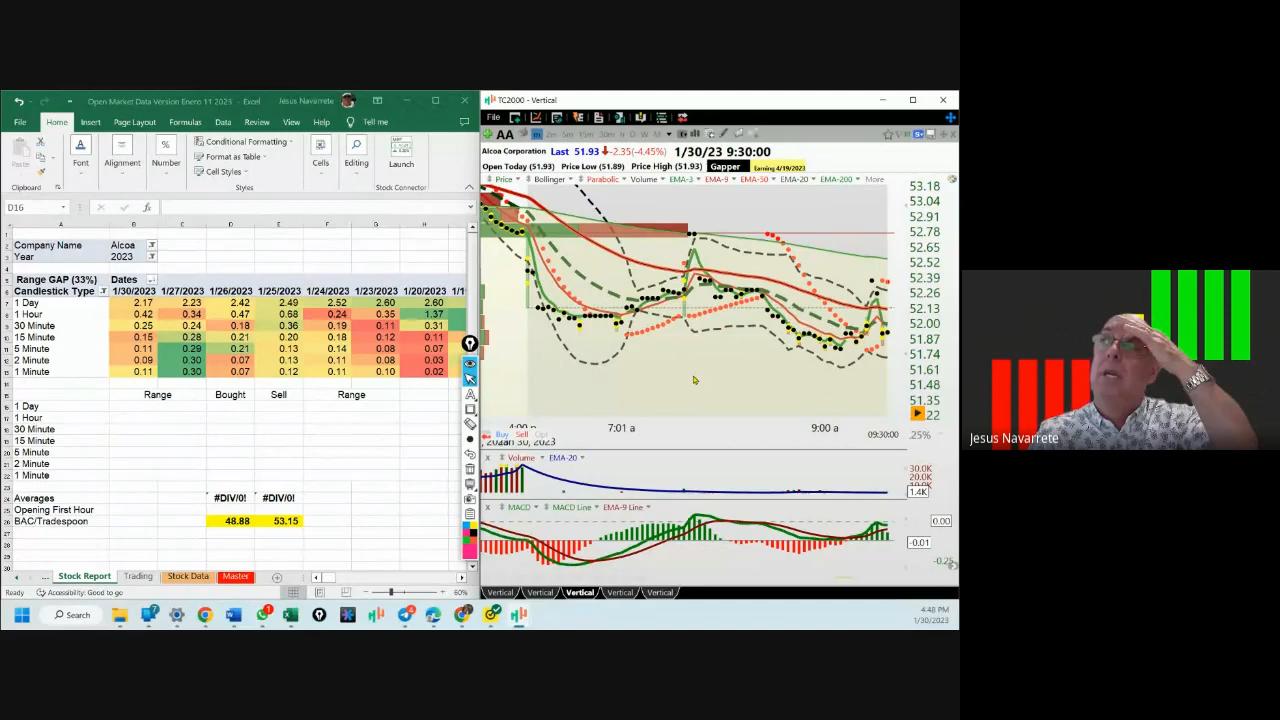 Open Market Data Version Enero 11 2023 - Excel
Jesus Navarrete
File Home Insert Page Layout Formulas Data Review View Help Tell me
Paste
Clipboard
Font
Alignment
Number
Conditional Formatting
Format as Table
Cell Styles
Styles
Cells
Editing
Launch
Stock Connector
D16
A B C D E F G H
Company Name Alcoa
Year 2023
Range GAP (33%) Dates
Candlestick Type 1/30/2023 1/27/2023 1/26/2023 1/25/2023 1/24/2023 1/23/2023 1/20/2023
1 Day 2.17 2.23 2.42 2.49 2.52 2.60 2.60
1 Hour 0.42 0.34 0.47 0.68 0.24 0.35 1.37
30 Minute 0.25 0.24 0.18 0.36 0.19 0.11 0.31
15 Minute 0.15 0.28 0.21 0.20 0.18 0.12 0.11
5 Minute 0.11 0.29 0.21 0.13 0.14 0.08 0.07
2 Minute 0.09 0.30 0.07 0.13 0.11 0.08 0.03
1 Minute 0.11 0.30 0.07 0.12 0.11 0.10 0.02
Range Bought Sell Range
1 Day
1 Hour
30 Minute
15 Minute
5 Minute
2 Minute
1 Minute
Averages #DIV/0! #DIV/0!
Opening First Hour
BAC/Tradespoon 48.88 53.15
... Stock Report Trading Stock Data Master
Ready Accessibility: Good to go 60%
TC2000 - Vertical
File
AA 2m 5m 15m 30m W M
Alcoa Corporation Last 51.93 -2.35(-4.45%) 1/30/23 9:30:00
Open Today (51.93) Price Low (51.89) Price High (51.93) Gapper Earning 4/19/2023
Price Bollinger Parabolic Volume EMA-3 EMA-9 EMA-50 EMA-20 EMA-200 More
53.18
53.04
52.91
52.78
52.65
52.52
52.39
52.26
52.13
52.00
51.87
51.74
51.61
51.48
51.35
4:00 p 7:01 a 9:00 a 09:30:00
Buy Sell
Volume EMA-20
30.0K
20.0K
1.4K
MACD MACD Line EMA-9 Line
0.00
-0.01
Vertical Vertical Vertical Vertical Vertical
Search
4:48 PM
1/30/2023
Jesus Navarrete